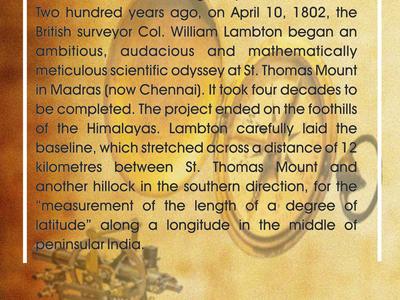 Two hundred years ago, on April 10, 1802, the
British surveyor Col. William Lambton began an
ambitious, audacious and mathematically
meticulous scientific odyssey at St. Thomas Mount
in Madras (now Chennai). It took four decades to
be completed. The project ended on the foothills
of the Himalayas. Lambton carefully laid the
baseline, which stretched across a distance of 12
kilometres between St. Thomas Mount and
another hillock in the southern direction, for the
"measurement of the length of a degree of
latitude" along a longitude in the middle of
peninsular India.